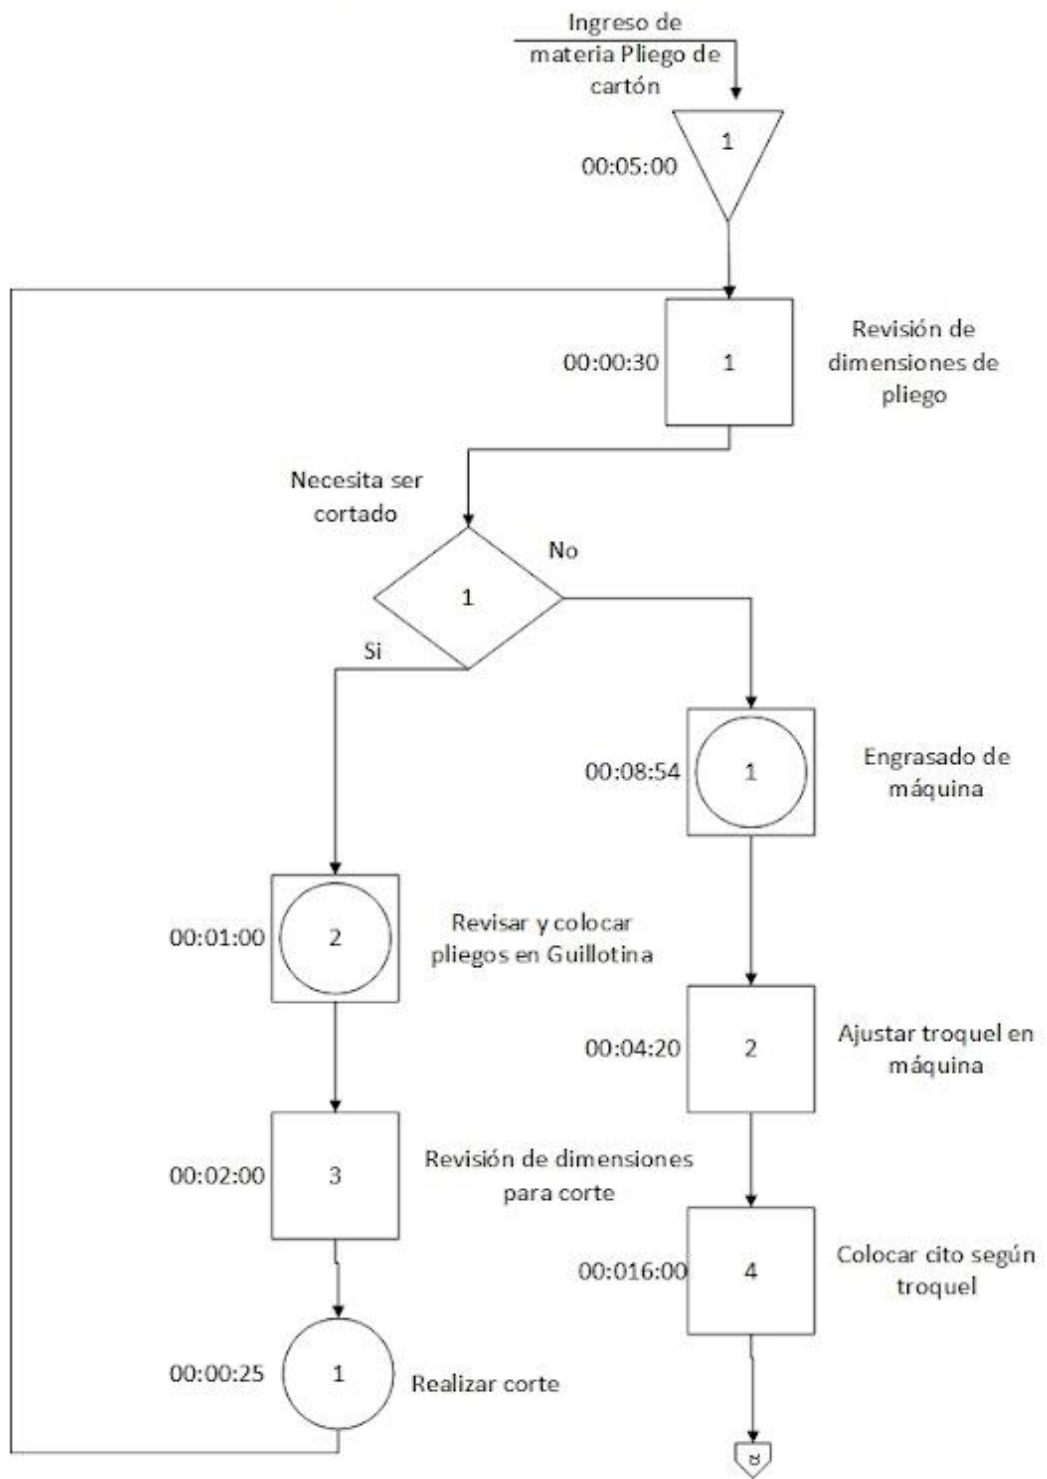 Ingreso de
materia Pliego de
cartón
1
00:05:00
00:00:30
1
Revisión de
dimensiones de
pliego
Necesita ser
cortado
No
1
Si
00:08:54
1
Engrasado de
máquina
00:01:00
2
Revisar y colocar
pliegos en Guillotina
00:04:20
2
Ajustar troquel en
máquina
00:02:00
3
Revisión de dimensiones
para corte
00:016:00
4
Colocar cito según
troquel
00:00:25
1
Realizar corte